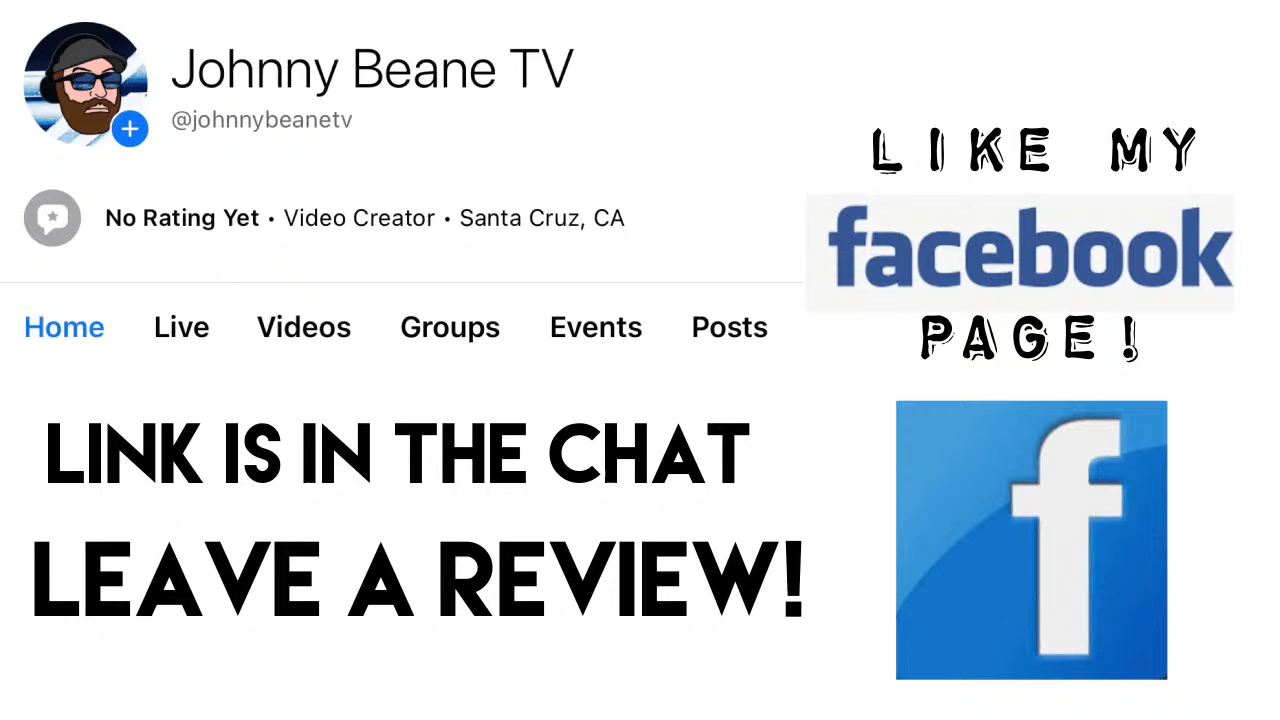 Johnny Beane TV
@johnnybeanetv
No Rating Yet • Video Creator • Santa Cruz, CA
Home Live Videos Groups Events Posts
LINK IS IN THE CHAT
LEAVE A REVIEW!
LIKE MY
facebook
PAGE!
f